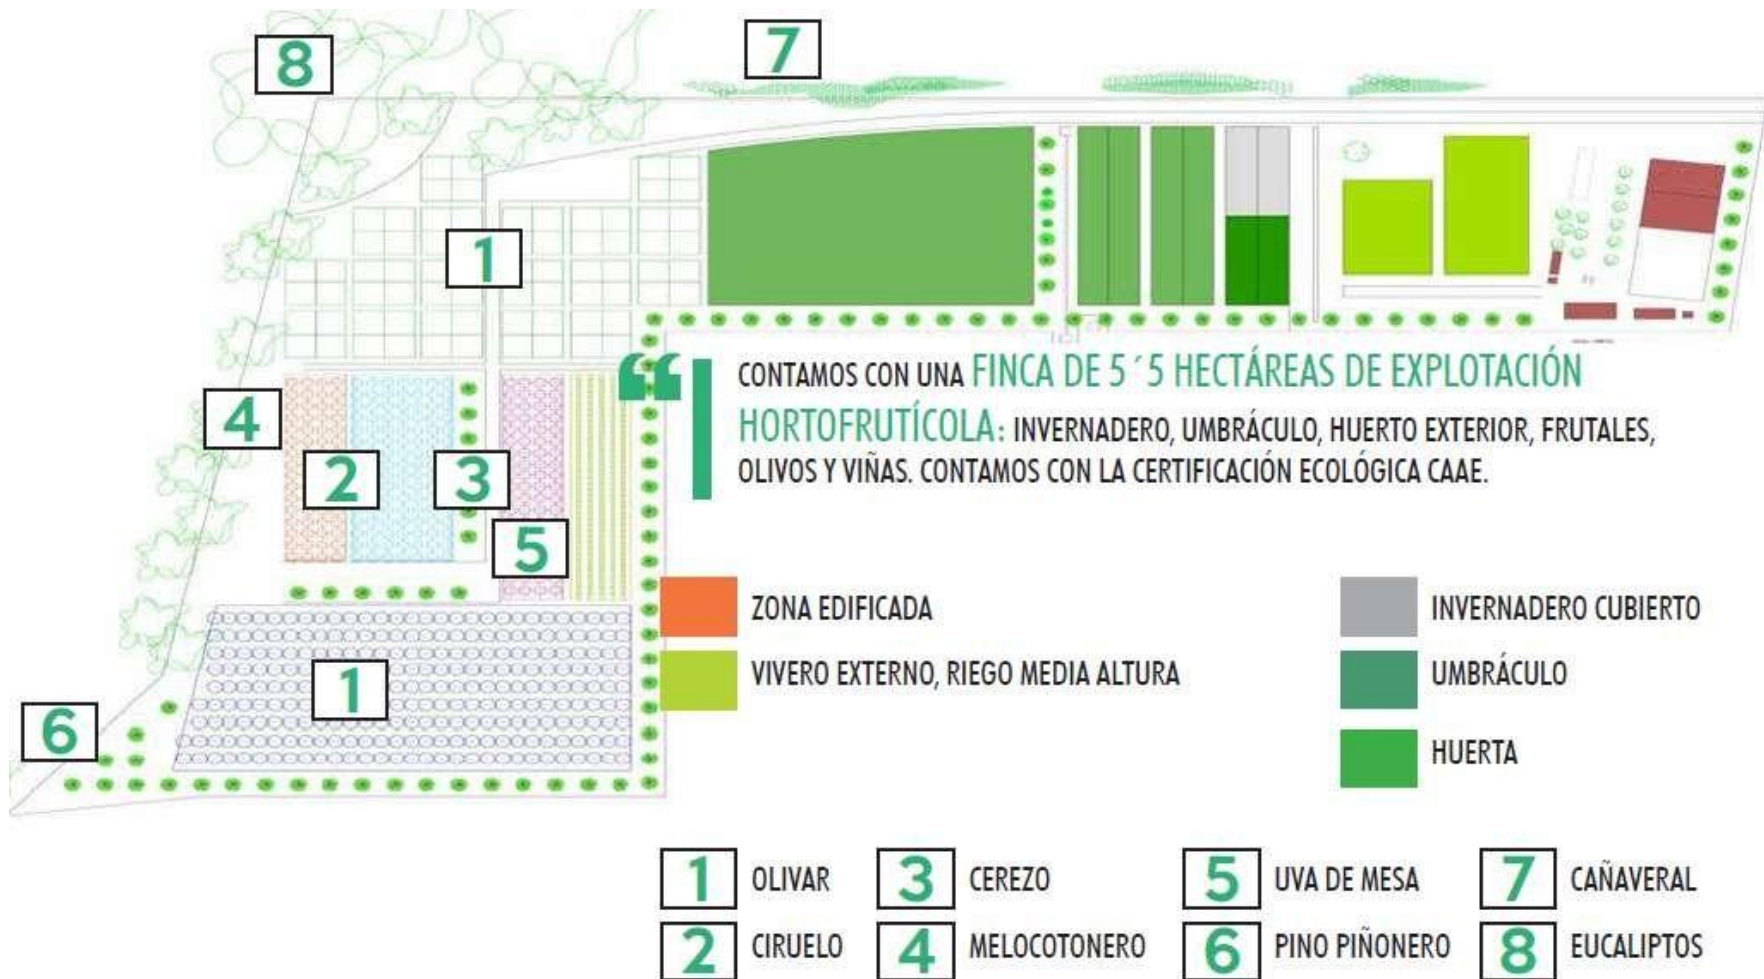 8
7
1
4
2
3
5
1
6
“
CONTAMOS CON UNA FINCA DE 5´5 HECTÁREAS DE EXPLOTACIÓN
HORTOFRUTÍCOLA: INVERNADERO, UMBRÁCULO, HUERTO EXTERIOR, FRUTALES,
OLIVOS Y VIÑAS. CONTAMOS CON LA CERTIFICACIÓN ECOLÓGICA CAAE.
ZONA EDIFICADA
VIVERO EXTERNO, RIEGO MEDIA ALTURA
INVERNADERO CUBIERTO
UMBRÁCULO
HUERTA
1 OLIVAR
2 CIRUELO
3 CEREZO
4 MELOCOTONERO
5 UVA DE MESA
6 PINO PIÑONERO
7 CAÑAVERAL
8 EUCALIPTOS